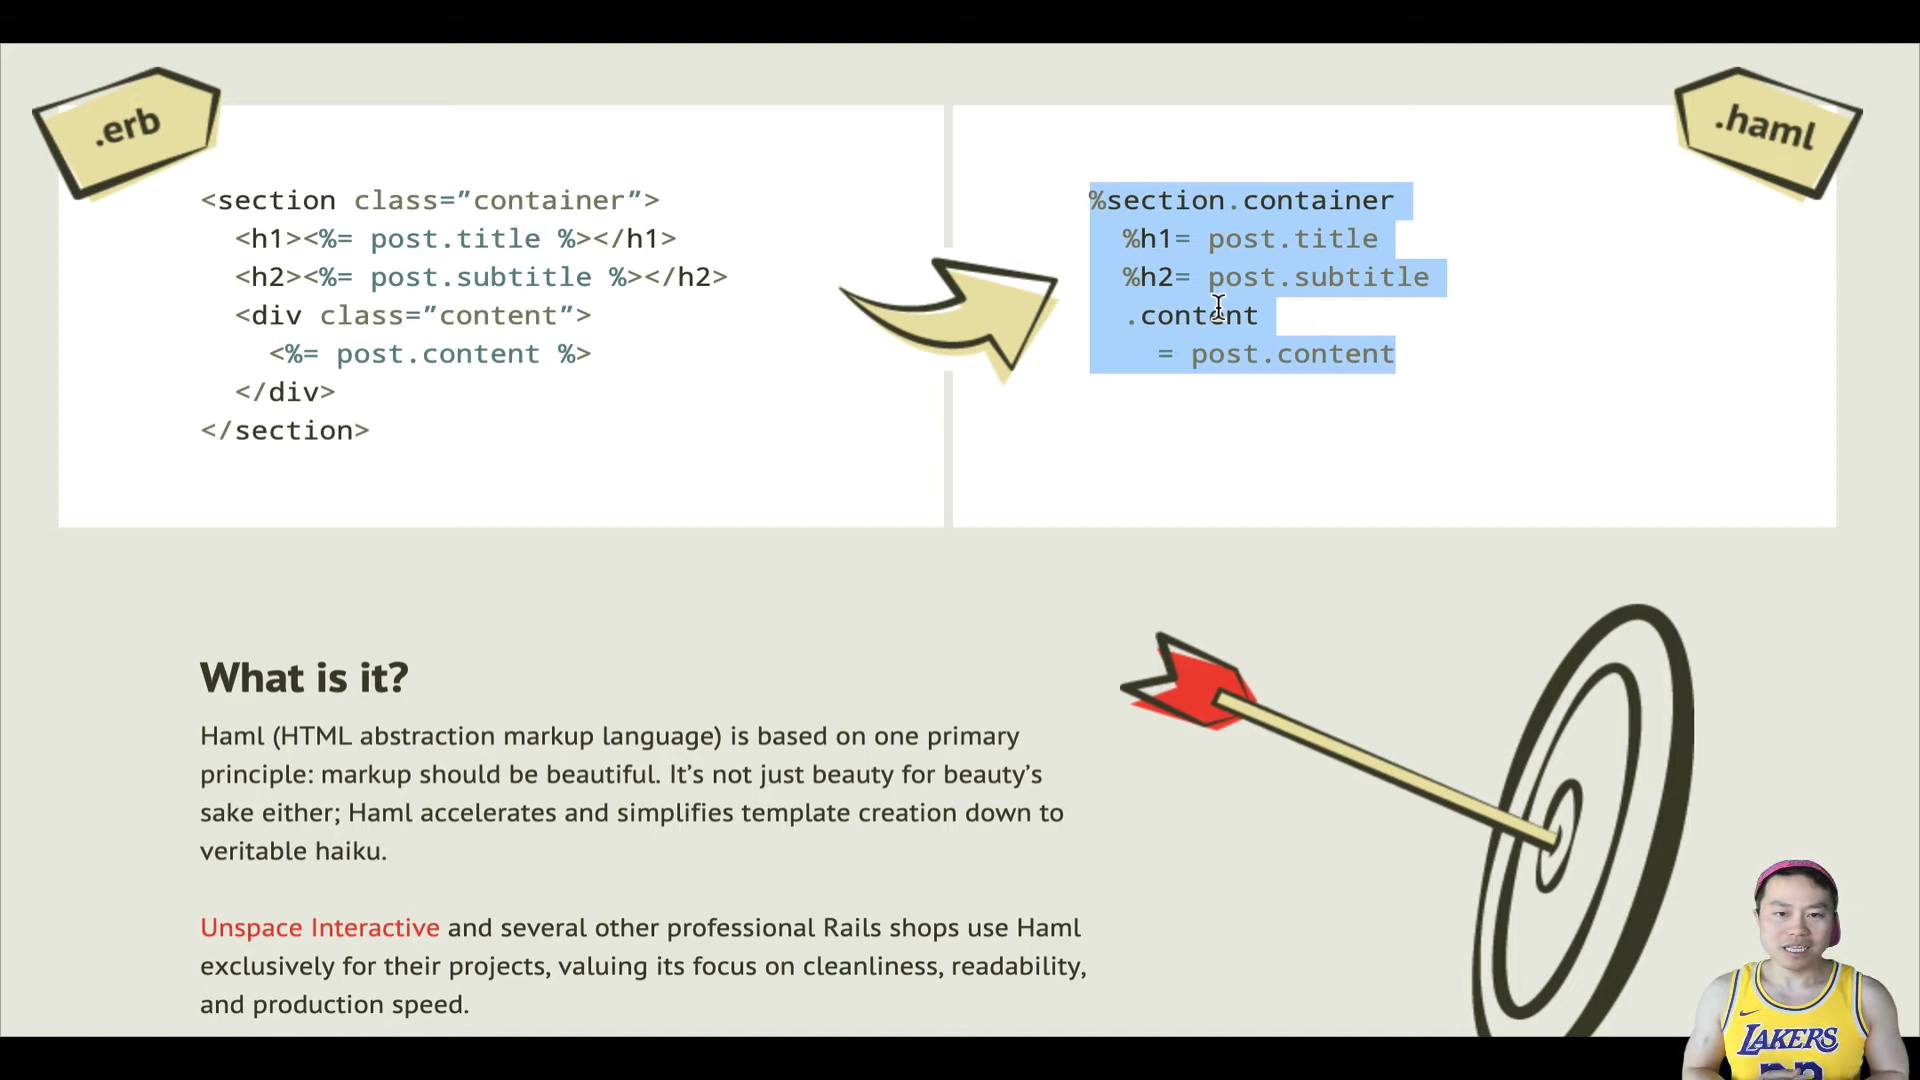 .erb
<section class=”container”>
  <h1><%= post.title %></h1>
  <h2><%= post.subtitle %></h2>
  <div class=”content”>
    <%= post.content %>
  </div>
</section>
.haml
%section.container
  %h1= post.title
  %h2= post.subtitle
  .content
    = post.content
What is it?
Haml (HTML abstraction markup language) is based on one primary
principle: markup should be beautiful. It’s not just beauty for beauty’s
sake either; Haml accelerates and simplifies template creation down to
veritable haiku.
Unspace Interactive and several other professional Rails shops use Haml
exclusively for their projects, valuing its focus on cleanliness, readability,
and production speed.
LAKERS